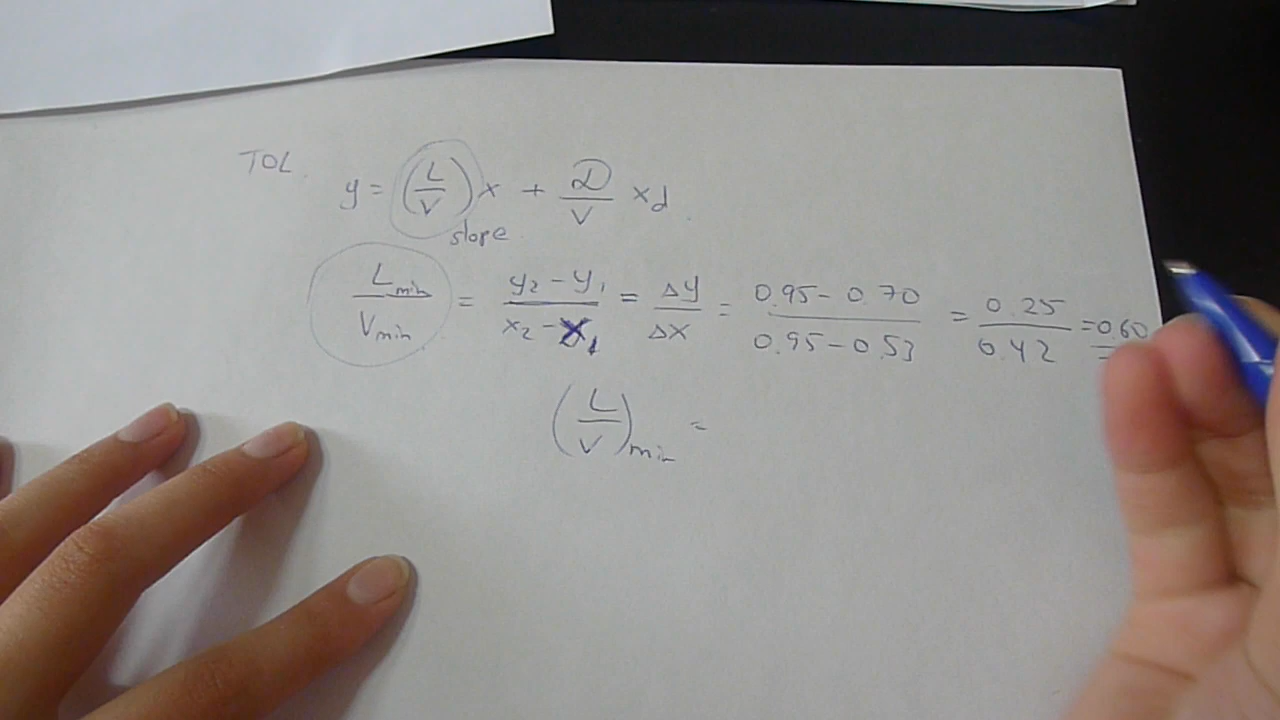 TOL.
y = (L/V) x + D/V xd
slope
Lmin/Vmin = y2 - y1/x2 - x1 = Δy/Δx = 0.95 - 0.70/0.95 - 0.53 = 0.25/0.42 = 0.60
(L/V)min =